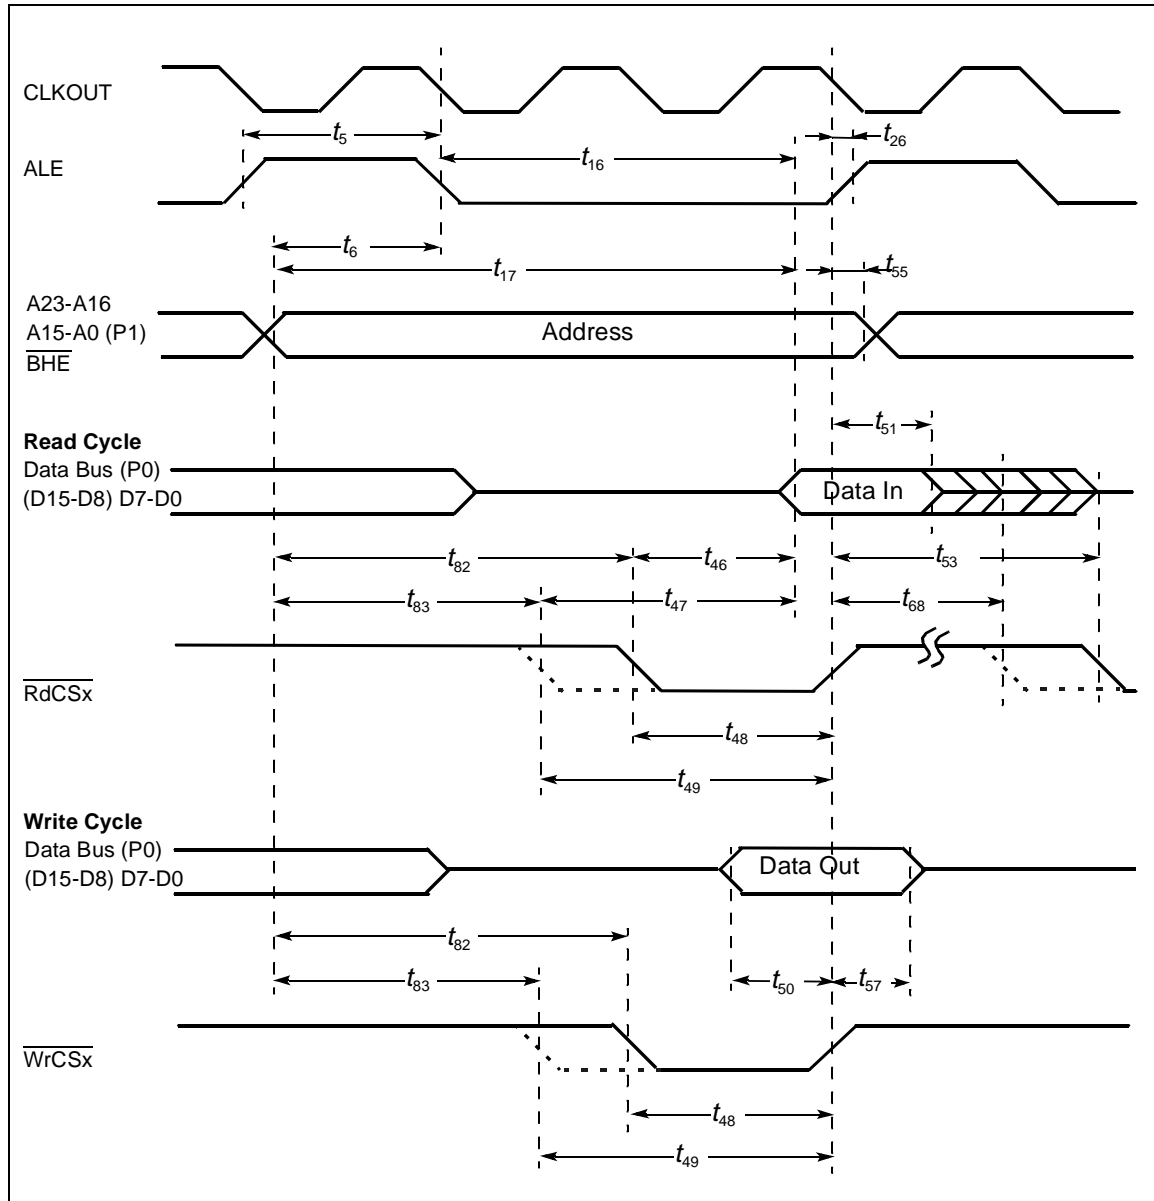 CLKOUT
t5
t26
ALE
t16
t6
t17
t55
A23-A16
A15-A0 (P1)
BHE
Address
Read Cycle
t51
Data Bus (P0)
(D15-D8) D7-D0
Data In
t82
t46
t53
t83
t47
t68
RdCSx
t48
t49
Write Cycle
Data Bus (P0)
(D15-D8) D7-D0
Data Out
t82
t83
t50
t57
WrCSx
t48
t49